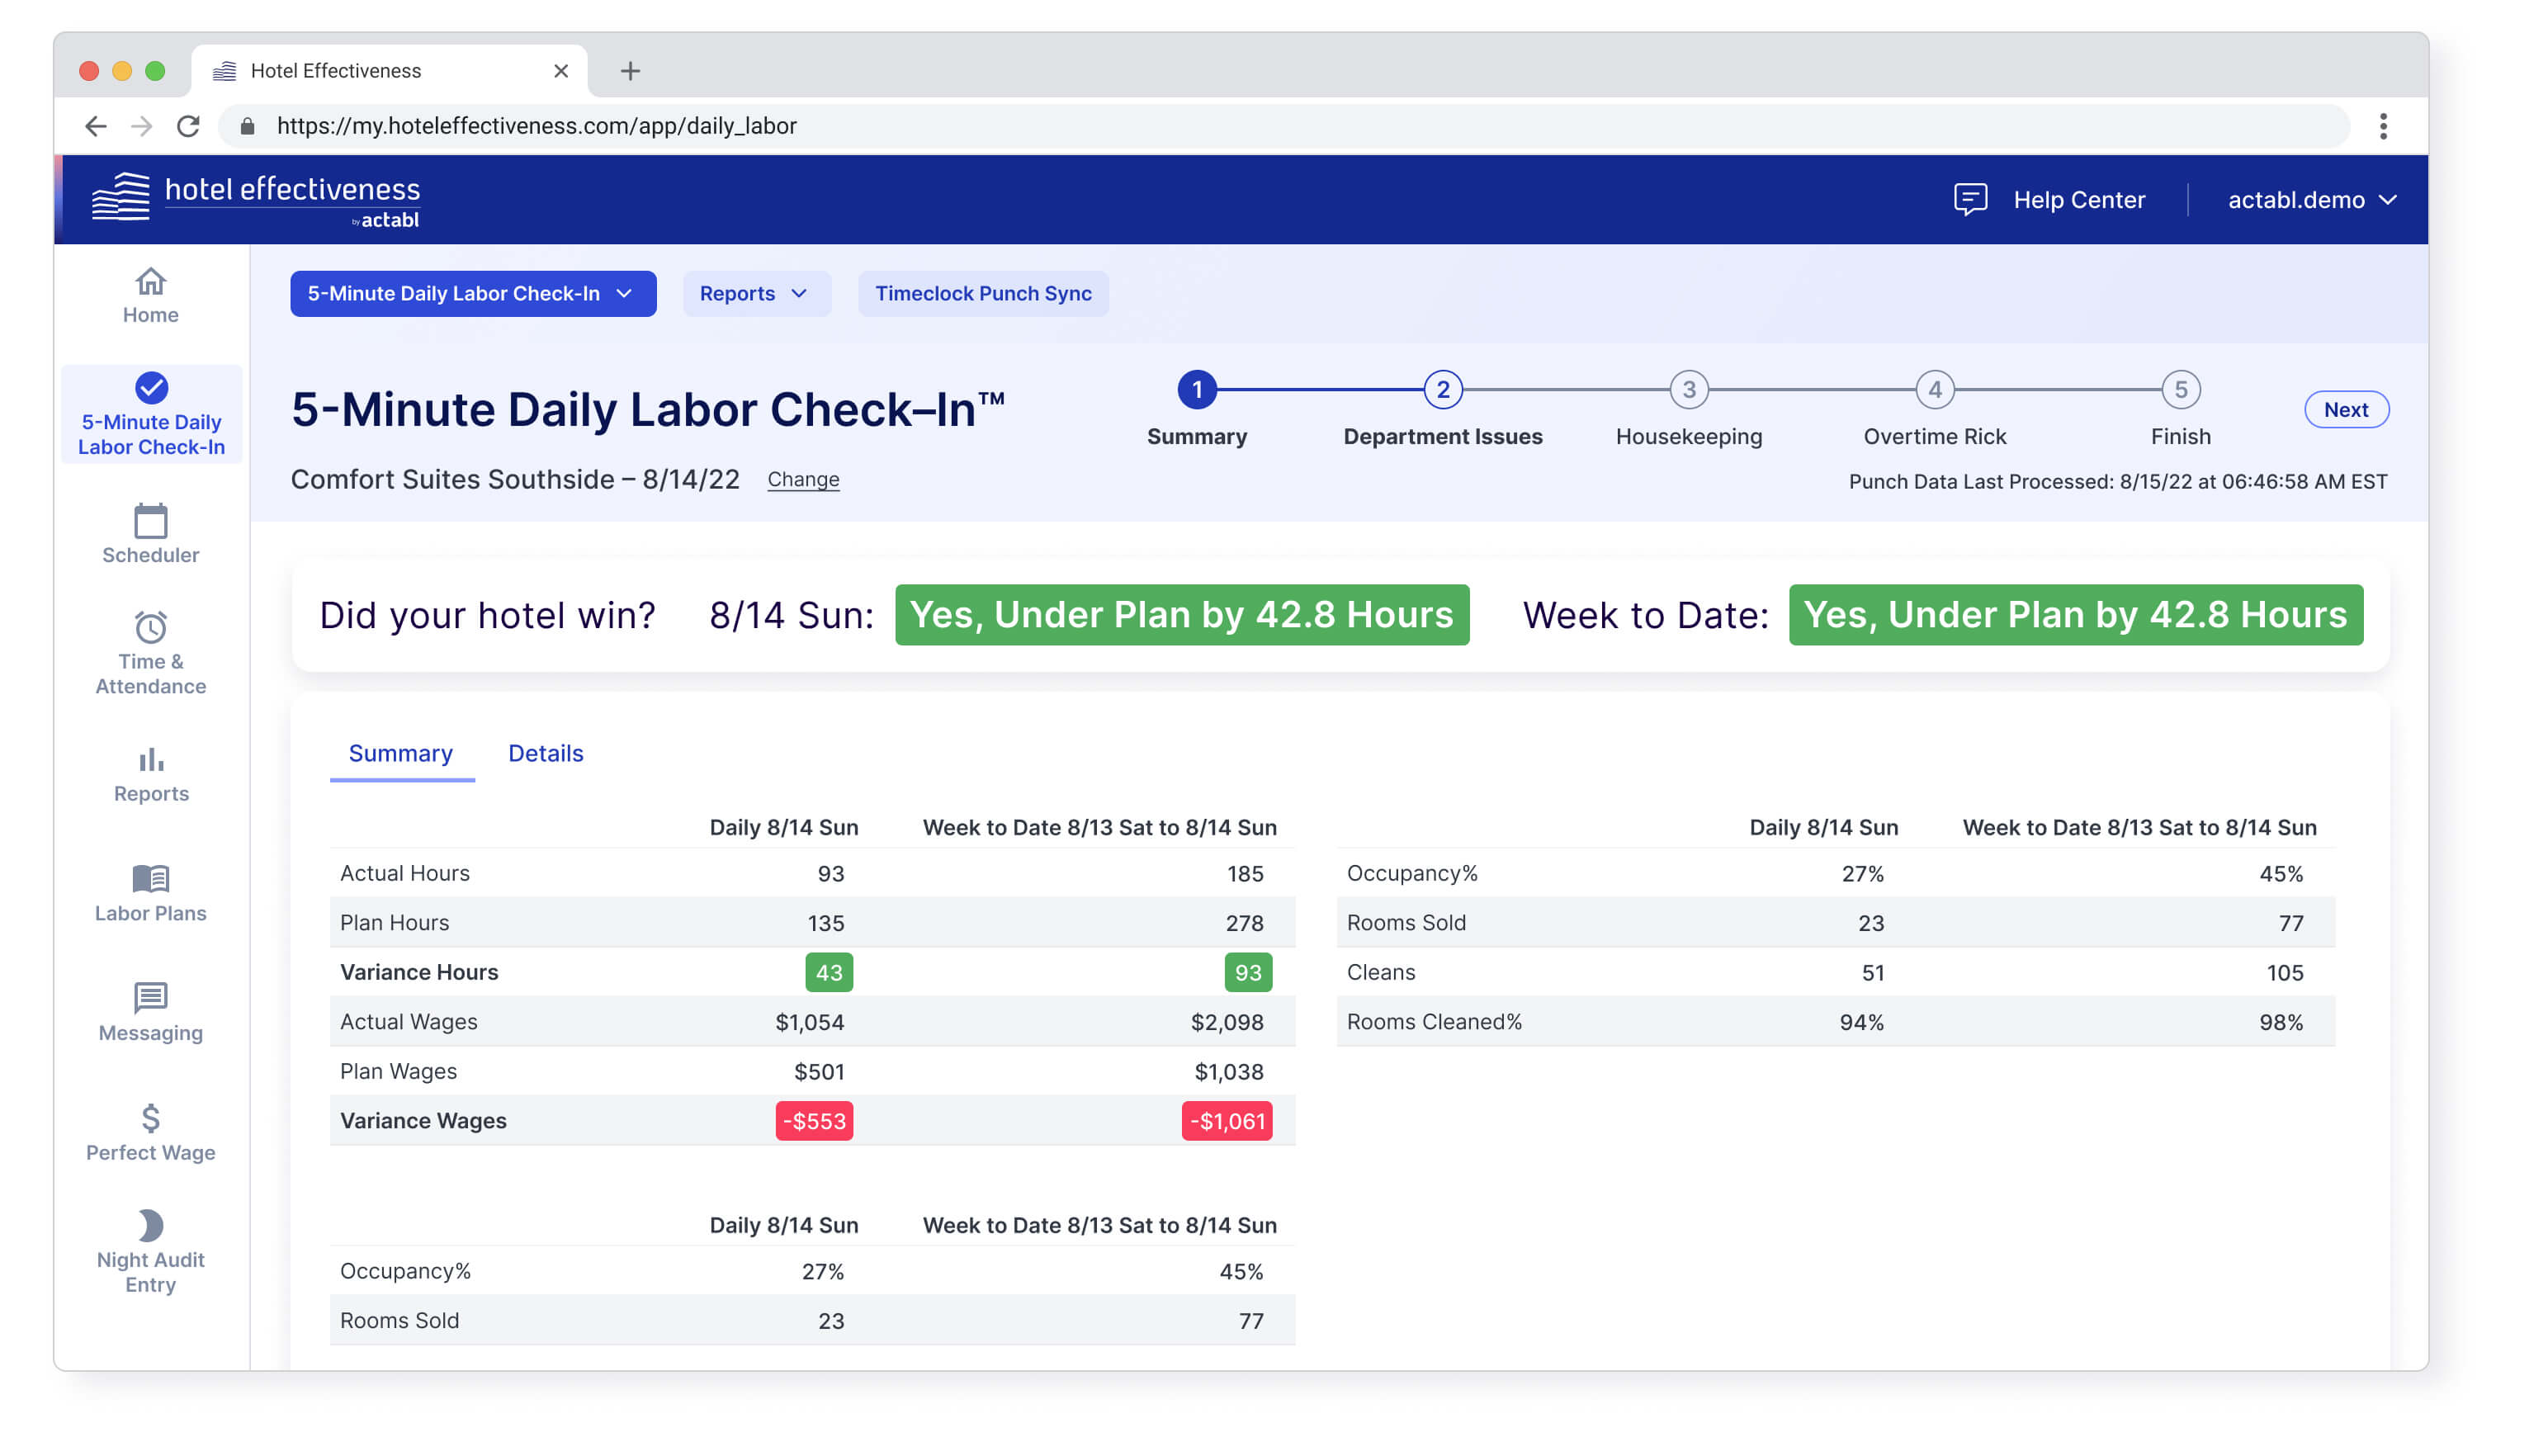 Hotel Effectiveness
https://my.hoteleffectiveness.com/app/daily_labor
hotel effectiveness
by actabl
Help Center
actabl.demo
Home
5-Minute Daily
Labor Check-In
Scheduler
Time &
Attendance
Reports
Labor Plans
Messaging
$
Perfect Wage
Night Audit
Entry
5-Minute Daily Labor Check-In
Reports
Timeclock Punch Sync
5-Minute Daily Labor Check–In™
Comfort Suites Southside – 8/14/22 Change
1 2 3 4 5
Summary Department Issues Housekeeping Overtime Rick Finish
Next
Punch Data Last Processed: 8/15/22 at 06:46:58 AM EST
Did your hotel win? 8/14 Sun: Yes, Under Plan by 42.8 Hours Week to Date: Yes, Under Plan by 42.8 Hours
Summary Details
Daily 8/14 Sun Week to Date 8/13 Sat to 8/14 Sun
Actual Hours 93 185
Plan Hours 135 278
Variance Hours 43 93
Actual Wages $1,054 $2,098
Plan Wages $501 $1,038
Variance Wages -$553 -$1,061
Daily 8/14 Sun Week to Date 8/13 Sat to 8/14 Sun
Occupancy% 27% 45%
Rooms Sold 23 77
Cleans 51 105
Rooms Cleaned% 94% 98%
Daily 8/14 Sun Week to Date 8/13 Sat to 8/14 Sun
Occupancy% 27% 45%
Rooms Sold 23 77